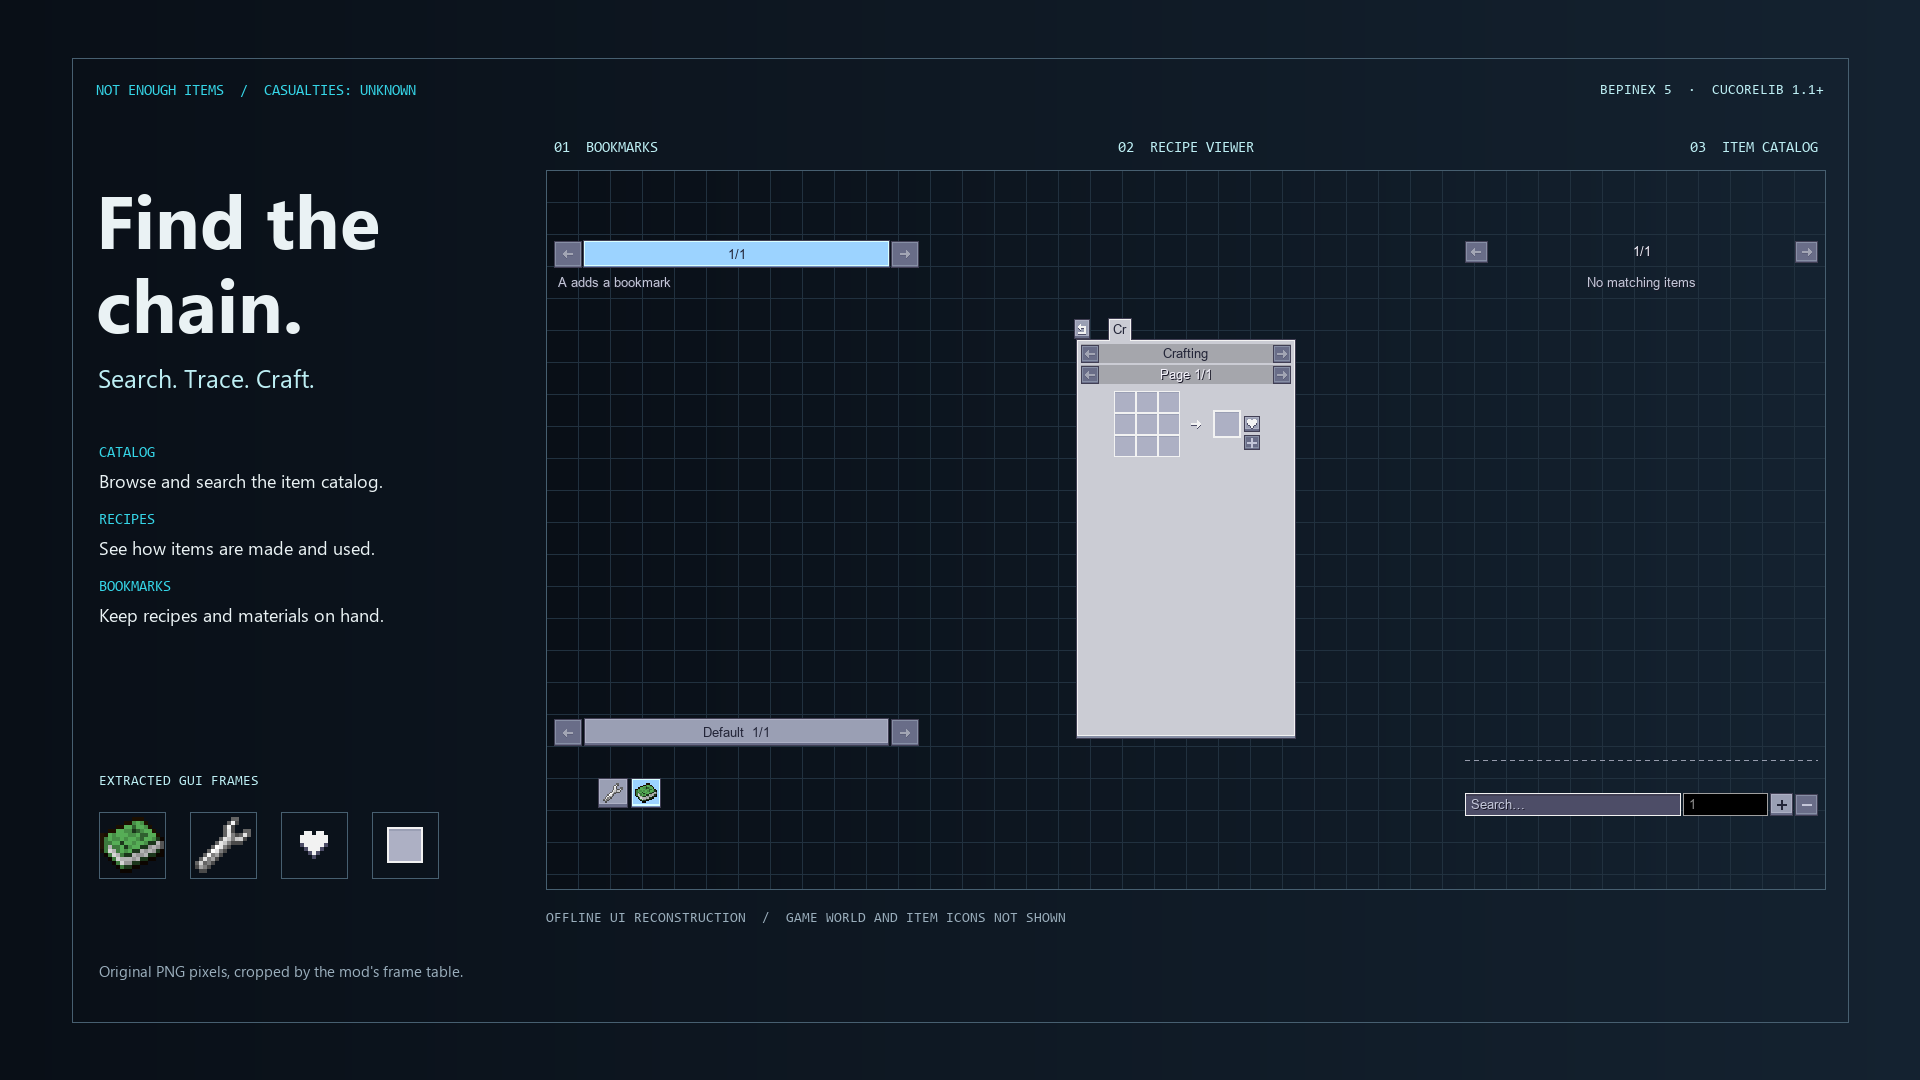 NOT ENOUGH ITEMS / CASUALTIES: UNKNOWN
BEPINEX 5 · CUCORELIB 1.1+
Find the
chain.
Search. Trace. Craft.
CATALOG
Browse and search the item catalog.
RECIPES
See how items are made and used.
BOOKMARKS
Keep recipes and materials on hand.
EXTRACTED GUI FRAMES
Original PNG pixels, cropped by the mod's frame table.
01 BOOKMARKS
02 RECIPE VIEWER
03 ITEM CATALOG
1/1
A adds a bookmark
Default 1/1
Cr
Crafting
Page 1/1
1/1
No matching items
Search...
1
OFFLINE UI RECONSTRUCTION / GAME WORLD AND ITEM ICONS NOT SHOWN